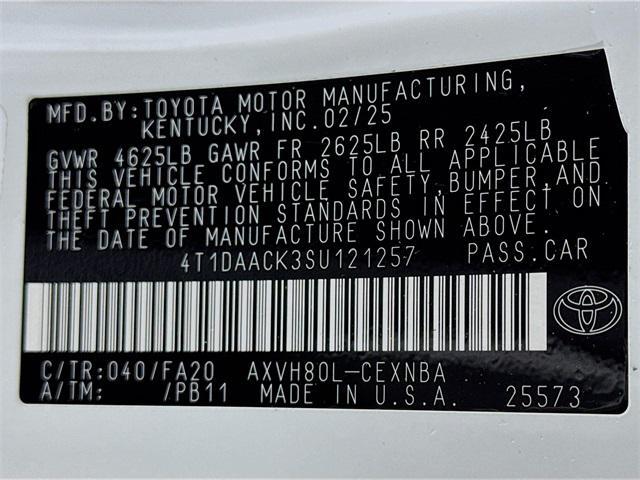 MFD.BY:TOYOTA MOTOR MANUFACTURING,
KENTUCKY,INC.02/25
GVWR 4625LB GAWR FR 2625LB RR 2425LB
THIS VEHICLE CONFORMS TO ALL APPLICABLE
FEDERAL MOTOR VEHICLE SAFETY,BUMPER,AND
THEFT PREVENTION STANDARDS IN EFFECT ON
THE DATE OF MANUFACTURE SHOWN ABOVE.
4T1DAACK3SU121257 PASS.CAR
C/TR:040/FA20 AXVH80L-CEXNBA
A/TM: /PB11 MADE IN U.S.A. 25573